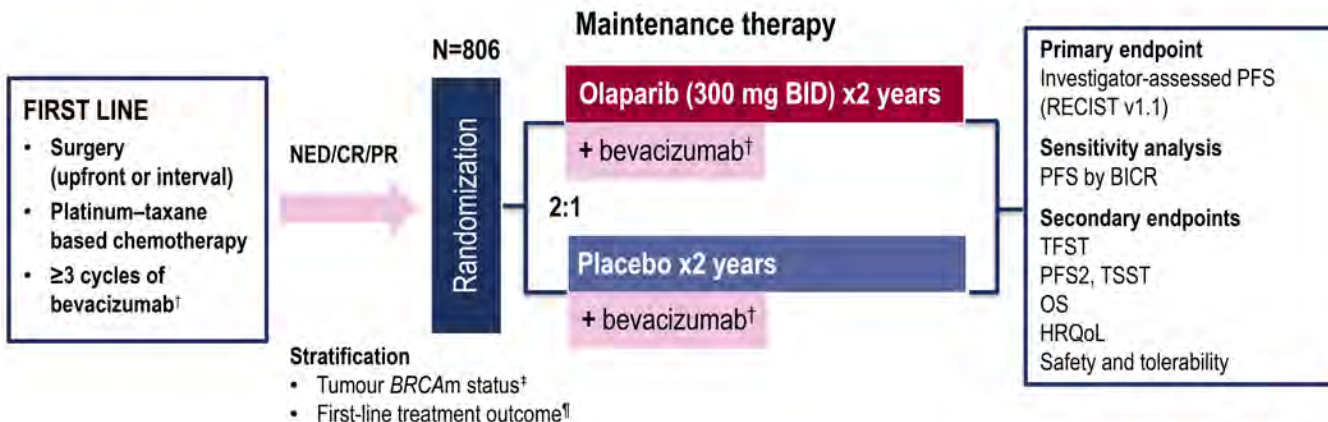 FIRST LINE
• Surgery
(upfront or interval)
• Platinum–taxane
based chemotherapy
• ≥3 cycles of
bevacizumab†
NED/CR/PR
Stratification
• Tumour BRCAm status‡
• First-line treatment outcome¶
N=806
Randomization
2:1
Maintenance therapy
Olaparib (300 mg BID) x2 years
+ bevacizumab†
Placebo x2 years
+ bevacizumab†
Primary endpoint
Investigator-assessed PFS
(RECIST v1.1)
Sensitivity analysis
PFS by BICR
Secondary endpoints
TFST
PFS2, TSST
OS
HRQoL
Safety and tolerability